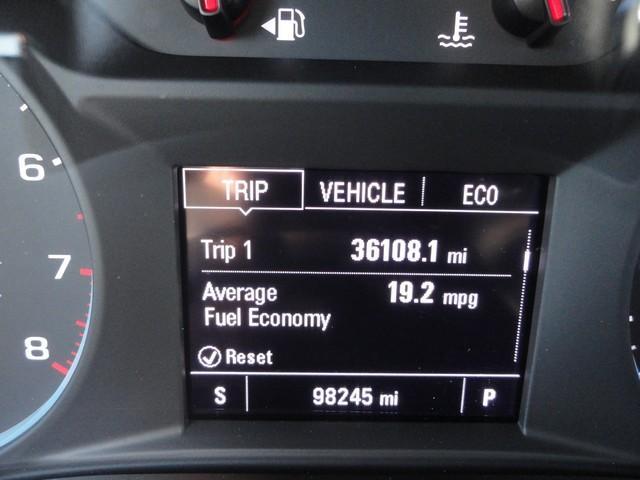 6
7
8
TRIP VEHICLE ECO
Trip 1 36108.1 mi
Average 19.2 mpg
Fuel Economy
Reset
S 98245 mi P